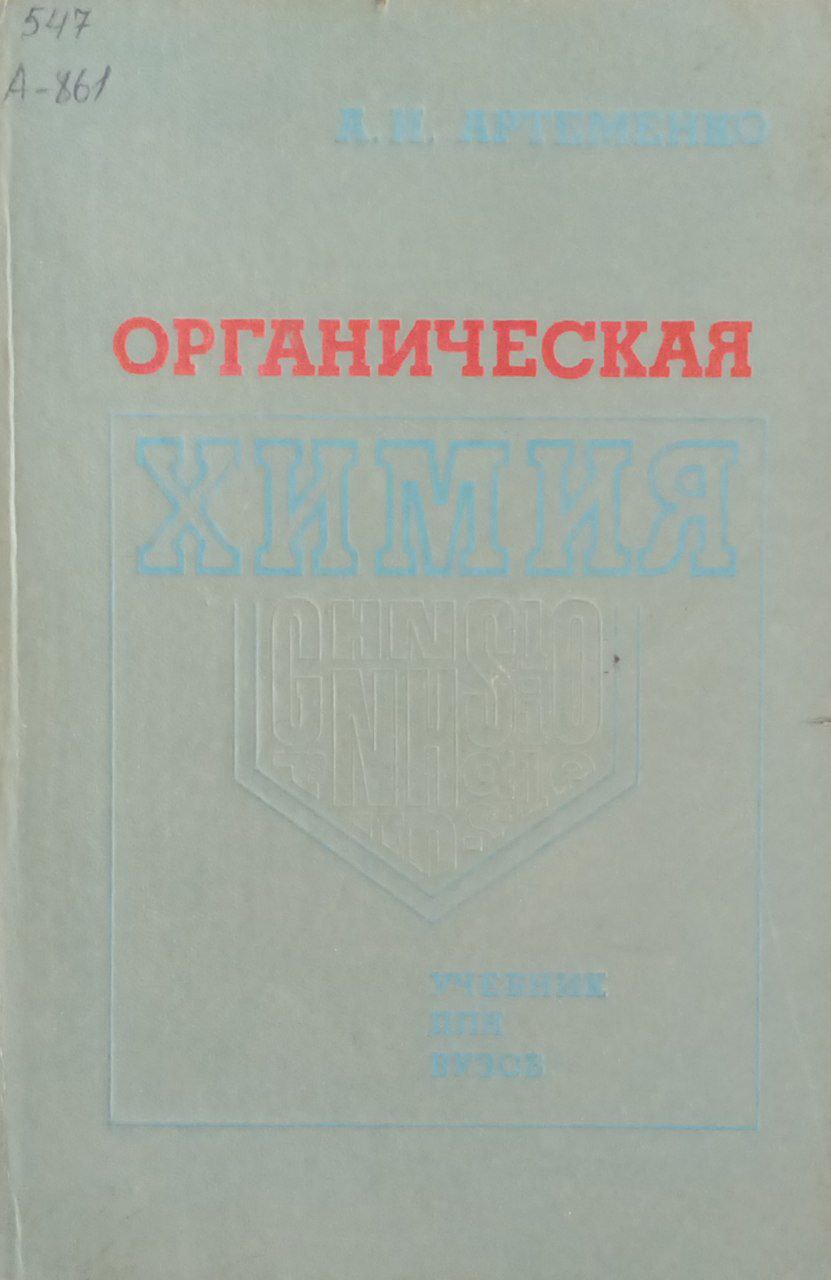 547
А-861
А. И. АРТЕМЕНКО
ОРГАНИЧЕСКАЯ
ХИМИЯ
УЧЕБНИК
ДЛЯ
ВУЗОВ